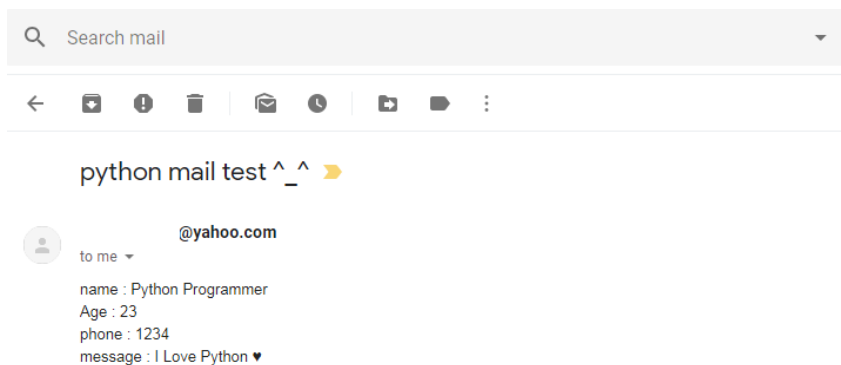 Search mail
python mail test ^_^
@yahoo.com
to me
name : Python Programmer
Age : 23
phone : 1234
message : I Love Python ♥